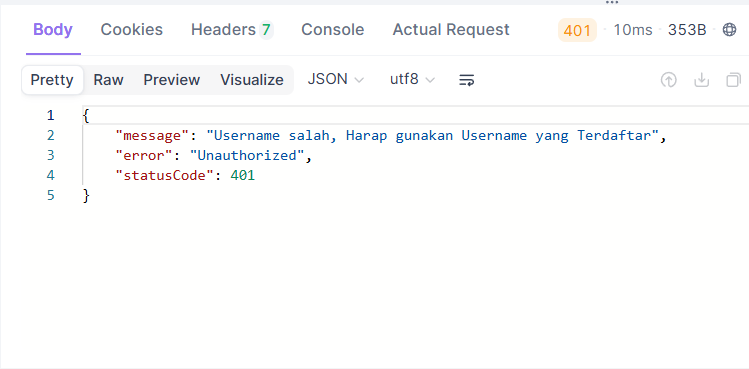 Body Cookies Headers 7 Console Actual Request 401 · 10ms · 353B
Pretty Raw Preview Visualize JSON utf8
1 {
2 "message": "Username salah, Harap gunakan Username yang Terdaftar",
3 "error": "Unauthorized",
4 "statusCode": 401
5 }